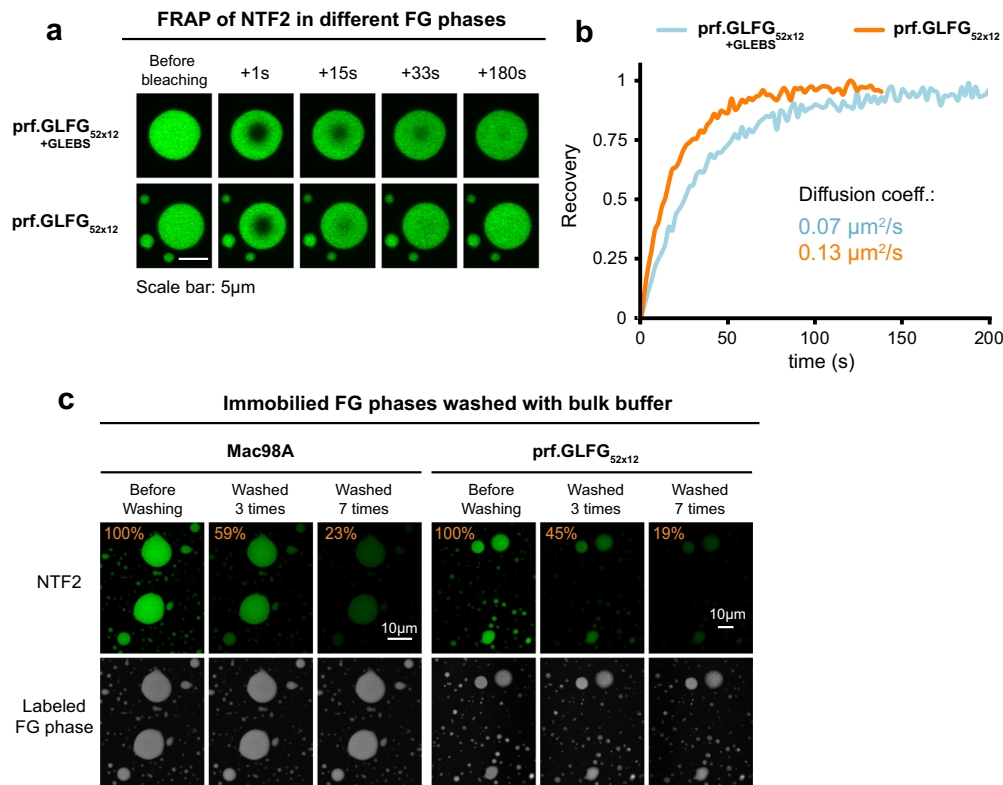 a
FRAP of NTF2 in different FG phases
Before
bleaching
+1s
+15s
+33s
+180s
prf.GLFG52x12
+GLEBS
prf.GLFG52x12
Scale bar: 5µm
b
prf.GLFG52x12
+GLEBS
prf.GLFG52x12
1
0.75
0.5
0.25
0
Recovery
Diffusion coeff.:
0.07 µm²/s
0.13 µm²/s
0
50
100
150
200
time (s)
c
Immobilied FG phases washed with bulk buffer
Mac98A
prf.GLFG52x12
Before
Washing
Washed
3 times
Washed
7 times
Before
Washing
Washed
3 times
Washed
7 times
NTF2
100%
59%
23%
10µm
100%
45%
19%
10µm
Labeled
FG phase